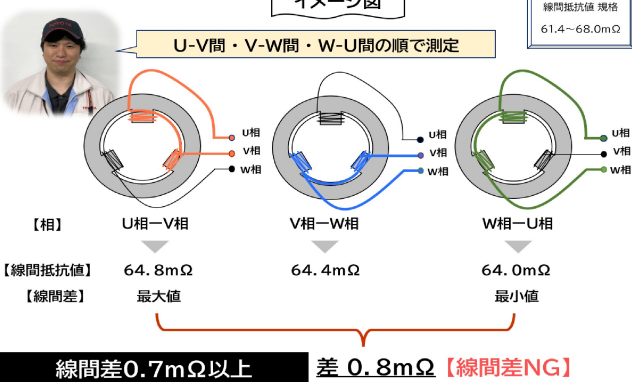 イメージ図
線間抵抗値 規格
61.4～68.0mΩ
U-V間・V-W間・W-U間の順で測定
U相
V相
W相
U相
V相
W相
U相
V相
W相
【相】 U相ーV相 V相ーW相 W相ーU相
【線間抵抗値】 64.8mΩ 64.4mΩ 64.0mΩ
【線間差】 最大値 最小値
線間差0.7mΩ以上 差 0.8mΩ【線間差NG】